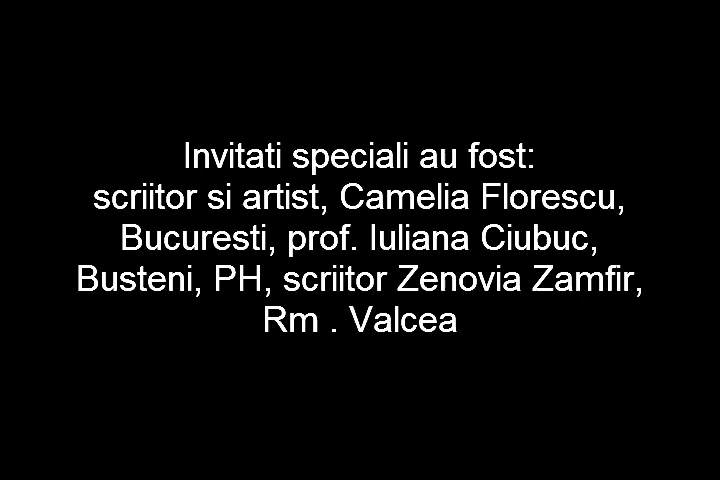 Invitati speciali au fost:
scriitor si artist, Camelia Florescu,
Bucuresti, prof. Iuliana Ciubuc,
Busteni, PH, scriitor Zenovia Zamfir,
Rm . Valcea